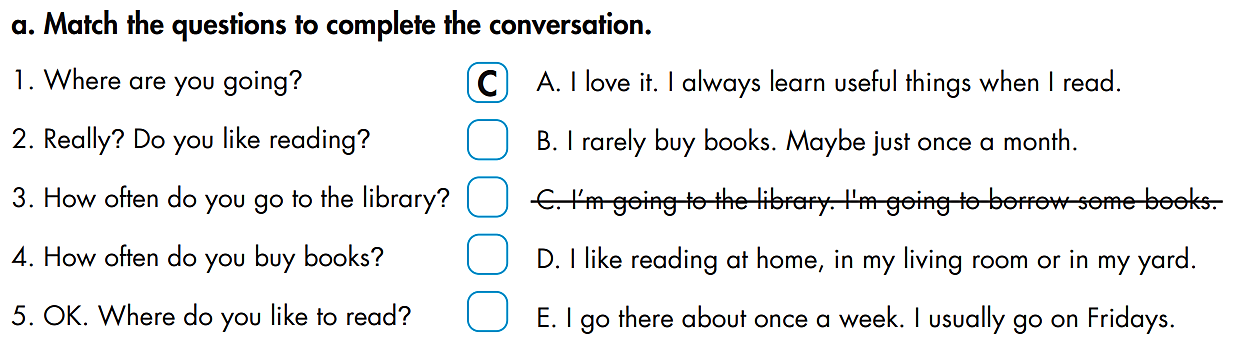 a. Match the questions to complete the conversation.
1. Where are you going? C A. I love it. I always learn useful things when I read.
2. Really? Do you like reading? B. I rarely buy books. Maybe just once a month.
3. How often do you go to the library? C. I'm going to the library. I'm going to borrow some books.
4. How often do you buy books? D. I like reading at home, in my living room or in my yard.
5. OK. Where do you like to read? E. I go there about once a week. I usually go on Fridays.